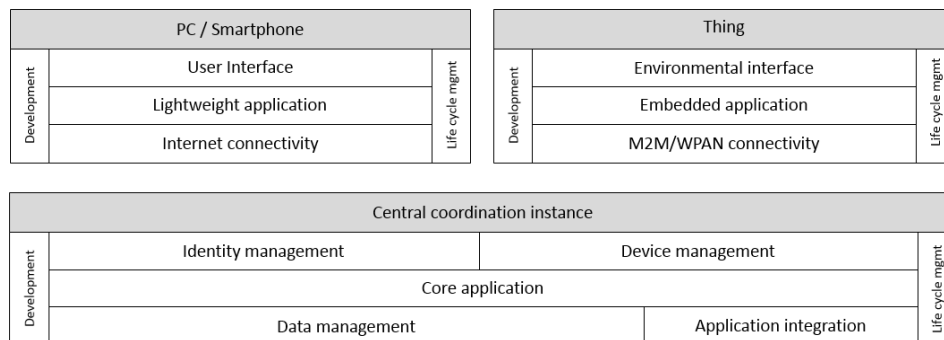 PC / Smartphone
Development
User Interface
Lightweight application
Internet connectivity
Life cycle mgmt
Thing
Development
Environmental interface
Embedded application
M2M/WPAN connectivity
Life cycle mgmt
Central coordination instance
Development
Identity management
Device management
Core application
Data management
Application integration
Life cycle mgmt